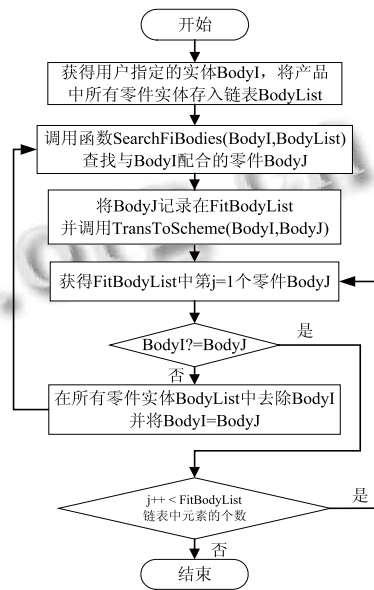 开始
获得用户指定的实体BodyI，将产品
中所有零件实体存入链表BodyList
调用函数SearchFiBodies(BodyI,BodyList)
查找与BodyI配合的零件BodyJ
将BodyJ记录在FitBodyList
并调用TransToScheme(BodyI,BodyJ)
获得FitBodyList中第j=1个零件BodyJ
BodyI?=BodyJ
是
否
在所有零件实体BodyList中去除BodyI
并将BodyI=BodyJ
j++ < FitBodyList
链表中元素的个数
是
否
结束